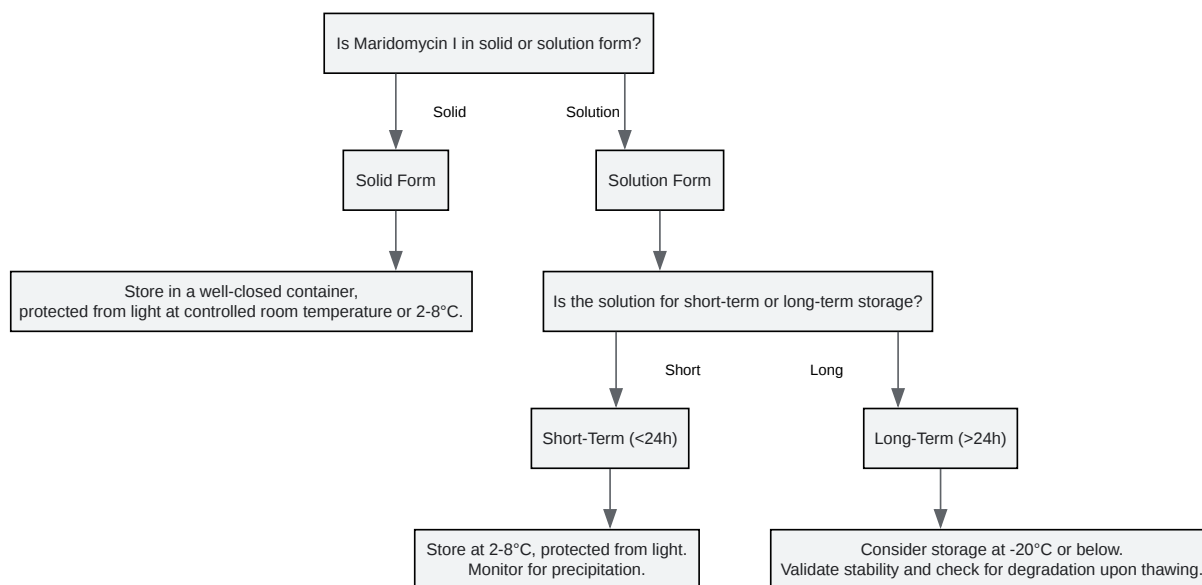 Is Maridomycin I in solid or solution form?
Solid
Solution
Solid Form
Solution Form
Store in a well-closed container,
protected from light at controlled room temperature or 2-8°C.
Is the solution for short-term or long-term storage?
Short
Long
Short-Term (<24h)
Long-Term (>24h)
Store at 2-8°C, protected from light.
Monitor for precipitation.
Consider storage at -20°C or below.
Validate stability and check for degradation upon thawing.